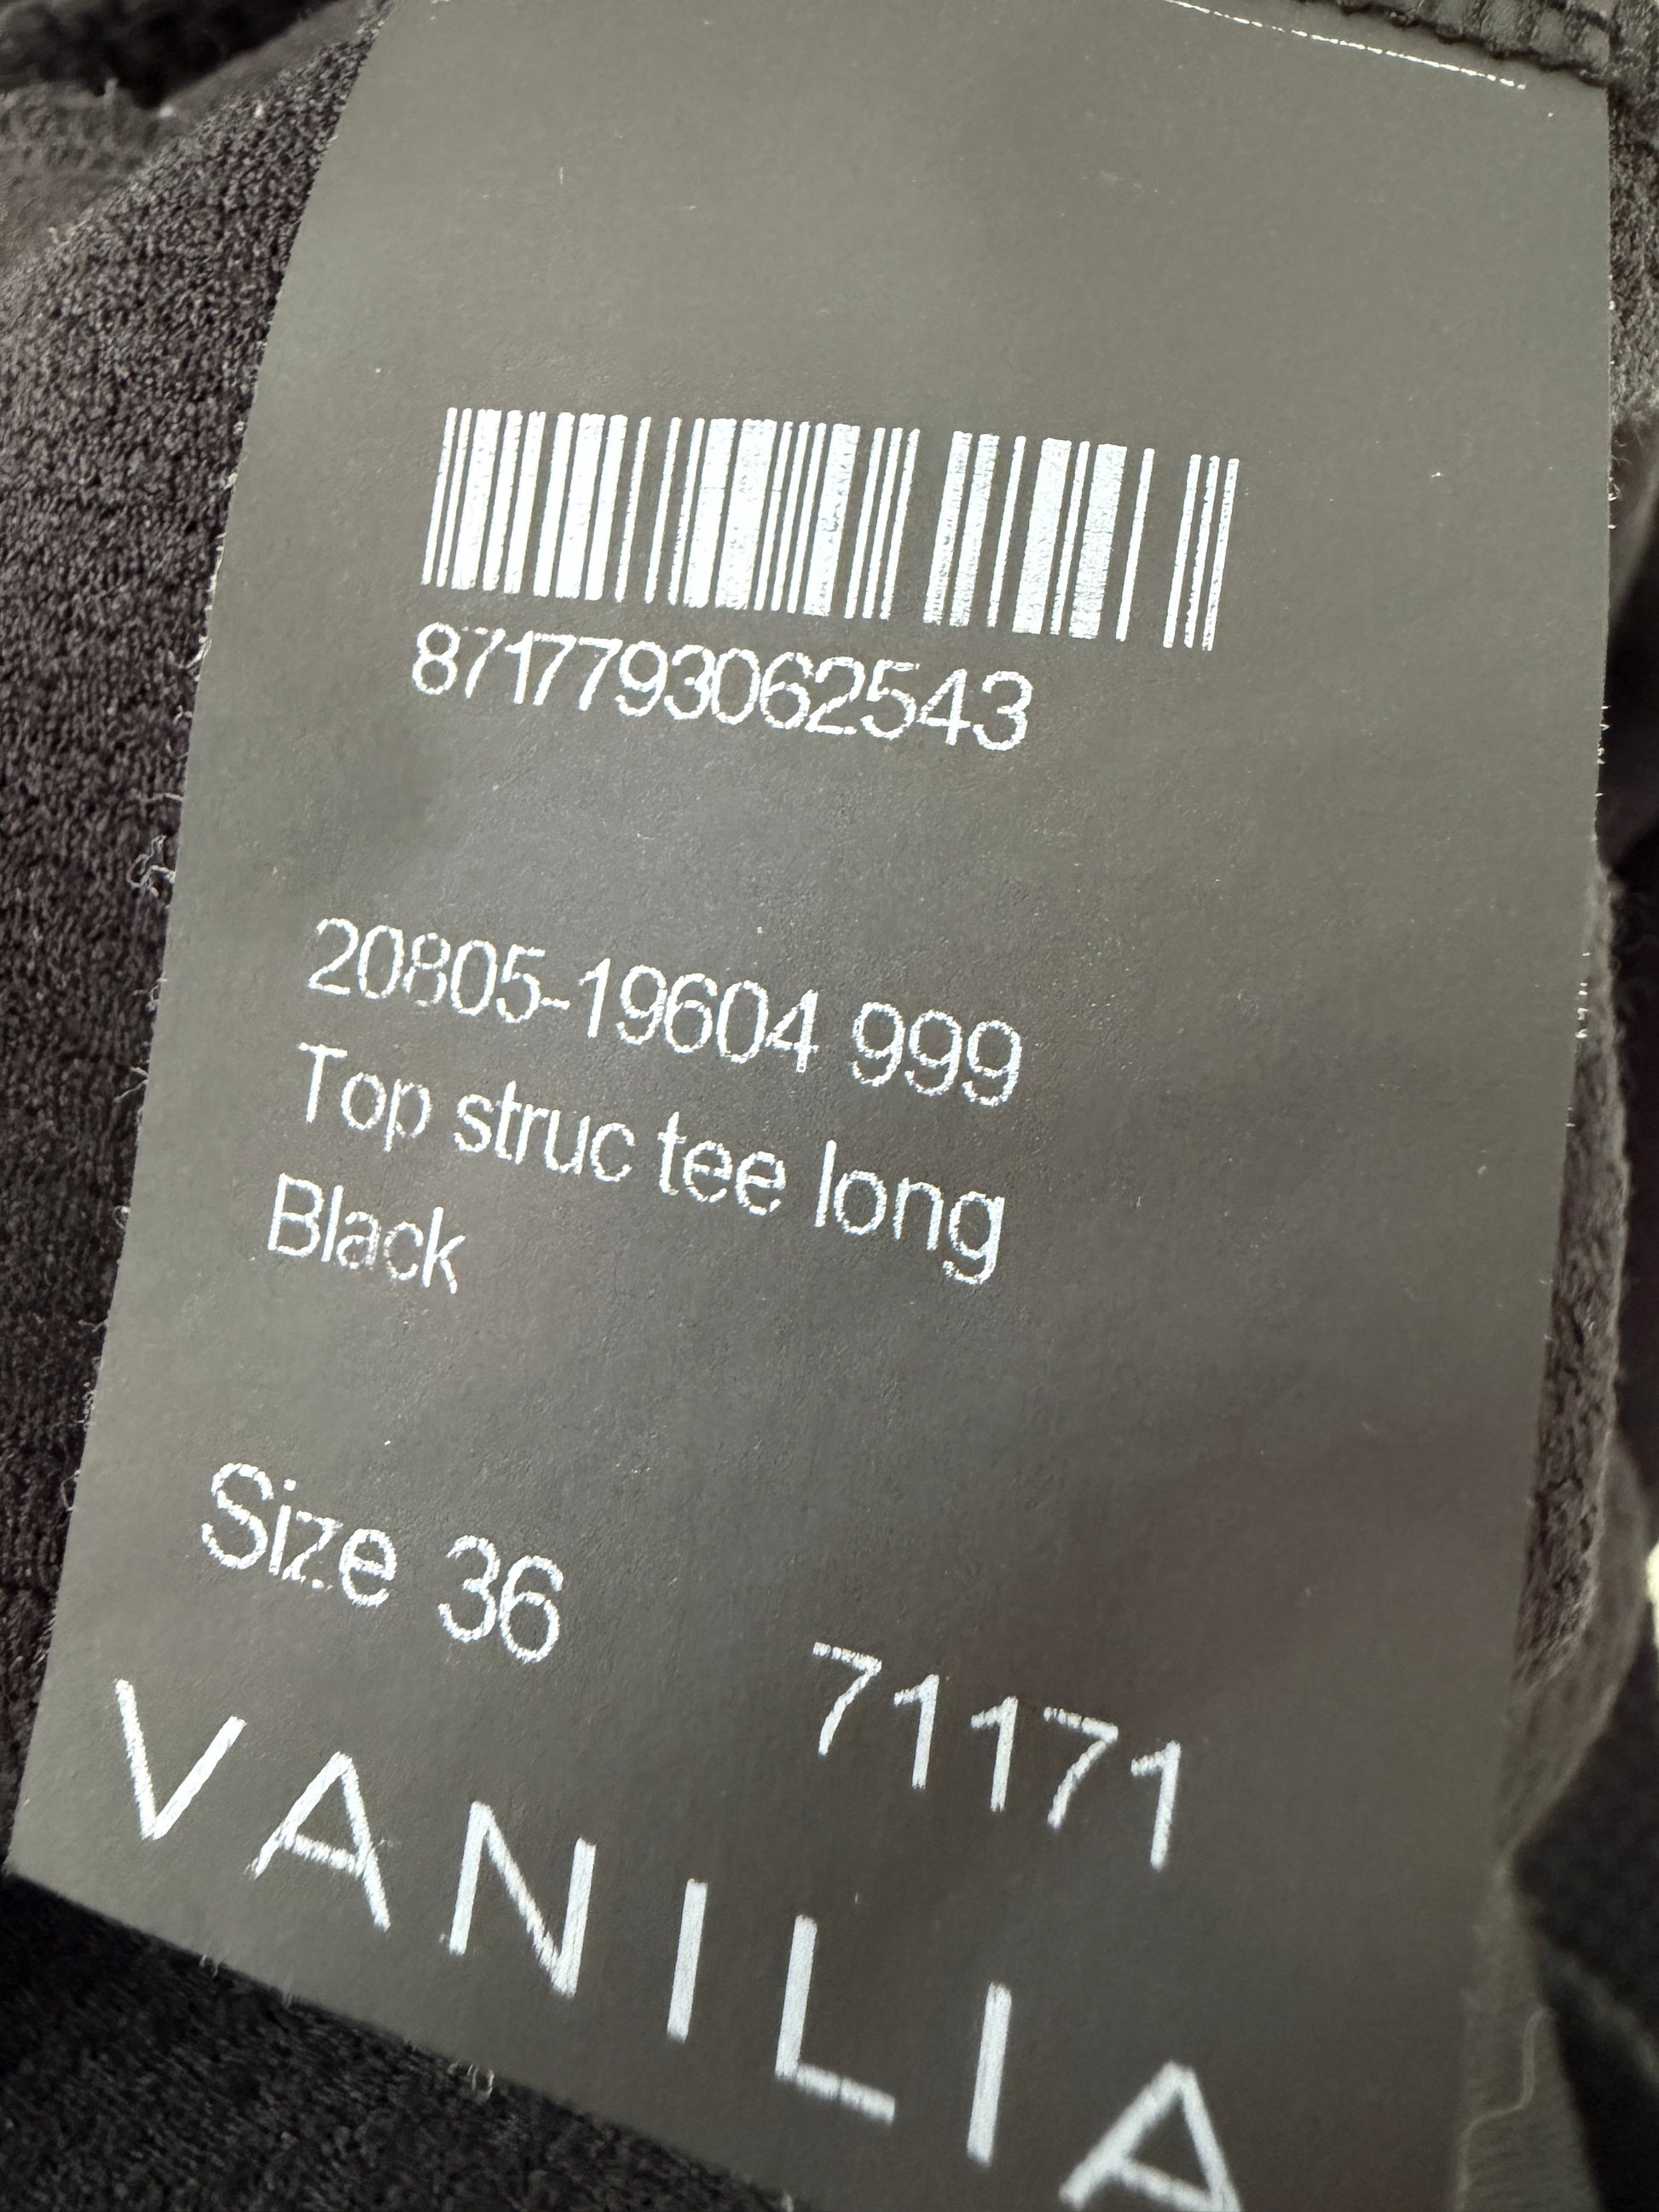 8717793062543
20805-19604 999
Top struc tee long
Black
Size 36
71171
VANILIA